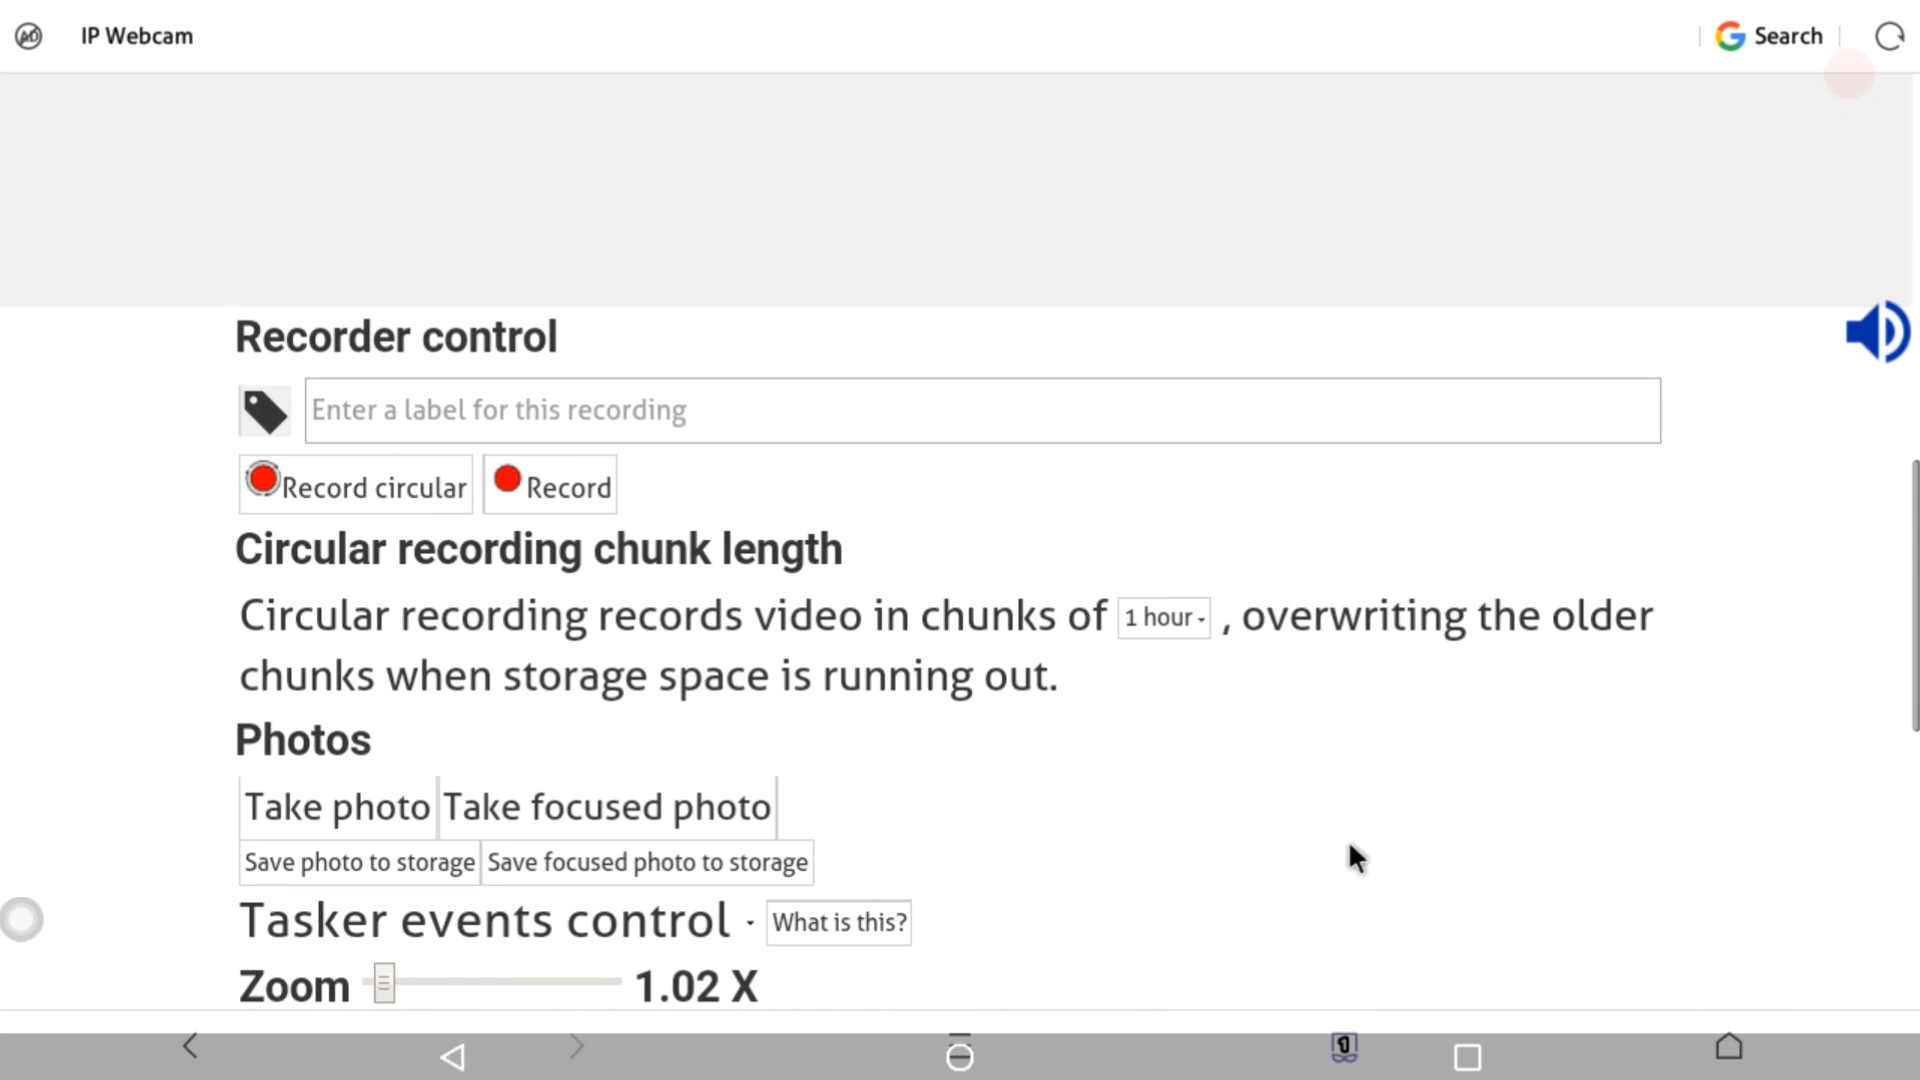 IP Webcam
Search
Recorder control
Enter a label for this recording
Record circular Record
Circular recording chunk length
Circular recording records video in chunks of 1 hour , overwriting the older
chunks when storage space is running out.
Photos
Take photo Take focused photo
Save photo to storage Save focused photo to storage
Tasker events control What is this?
Zoom 1.02 X